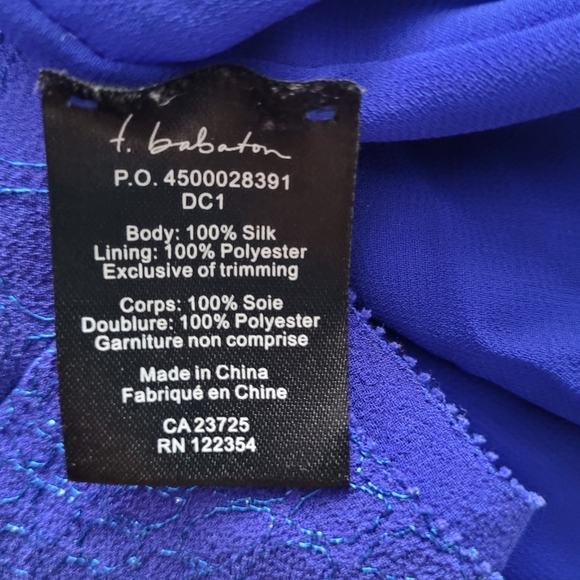 t. babaton
P.O. 4500028391
DC1
Body: 100% Silk
Lining: 100% Polyester
Exclusive of trimming
Corps: 100% Soie
Doublure: 100% Polyester
Garniture non comprise
Made in China
Fabriqué en Chine
CA 23725
RN 122354